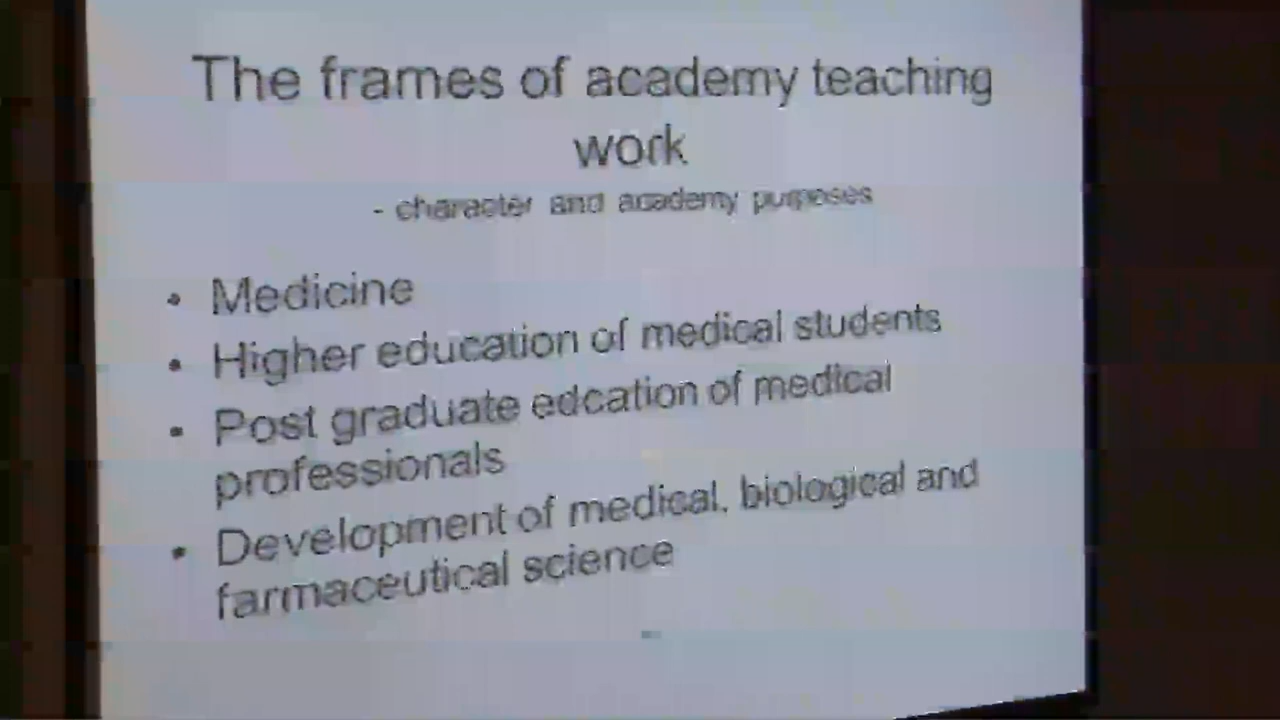 The frames of academy teaching
work
- character and academy purposes
• Medicine
• Higher education of medical students
• Post graduate edcation of medical
professionals
• Development of medical, biological and
farmaceutical science